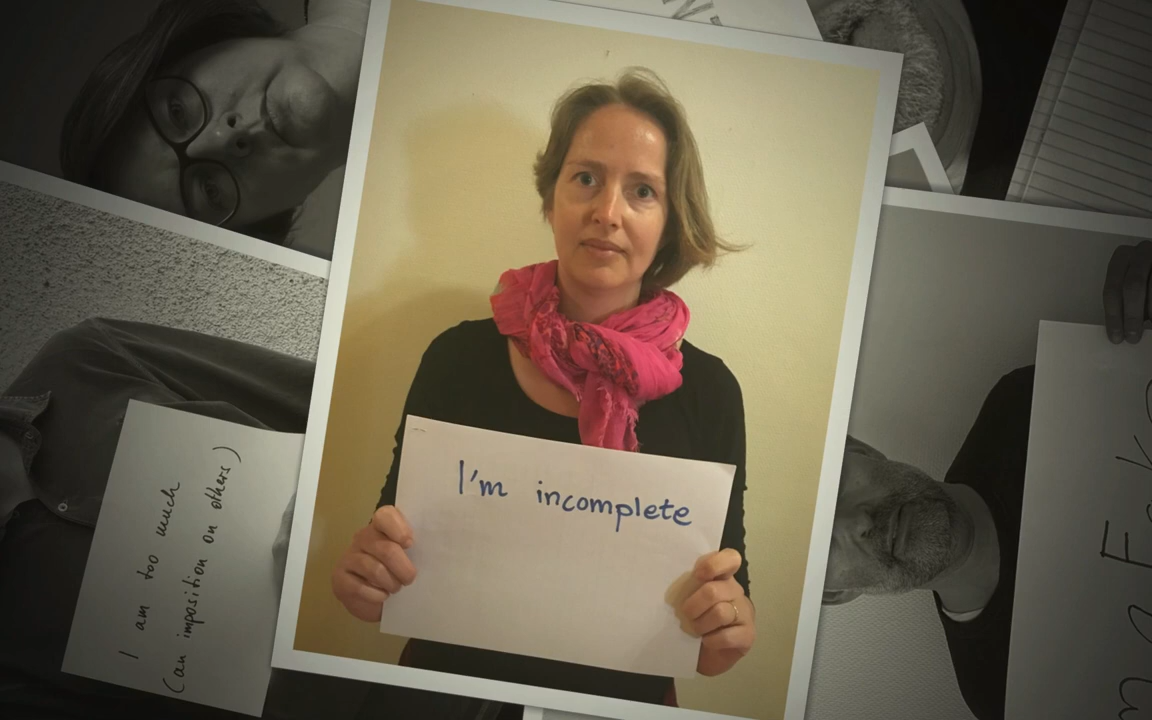 I'm incomplete
I am too much
(an imposition on others)